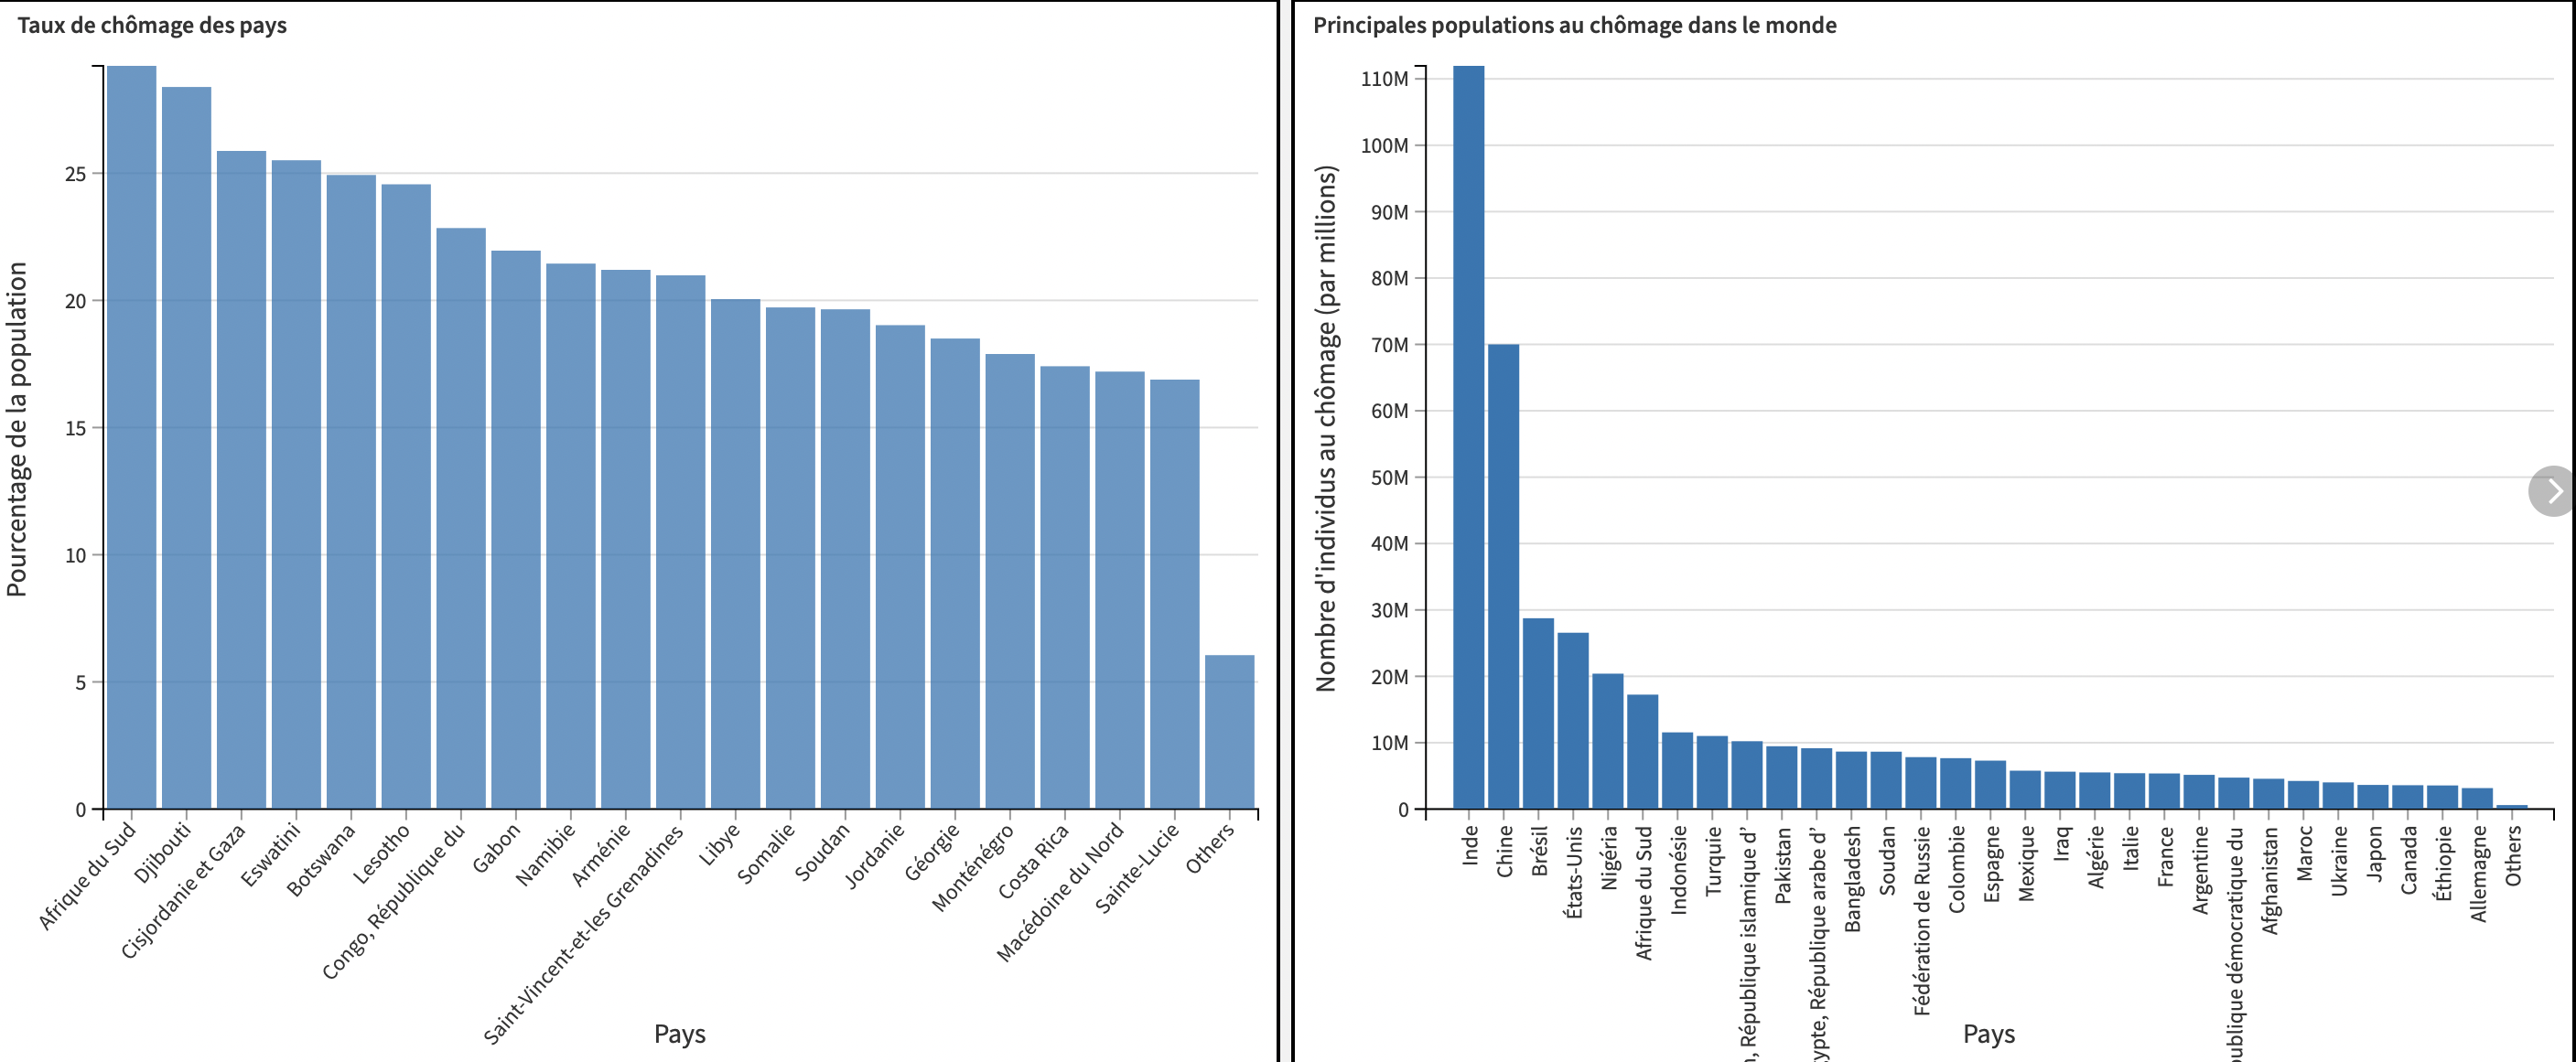 Taux de chômage des pays
Pourcentage de la population
25
20
15
10
5
0
Afrique du Sud
Djibouti
Cisjordanie et Gaza
Eswatini
Botswana
Lesotho
Congo, République du
Gabon
Namibie
Arménie
Saint-Vincent-et-les Grenadines
Libye
Somalie
Soudan
Jordanie
Géorgie
Monténégro
Costa Rica
Macédoine du Nord
Sainte-Lucie
Others
Pays
Principales populations au chômage dans le monde
Nombre d'individus au chômage (par millions)
110M
100M
90M
80M
70M
60M
50M
40M
30M
20M
10M
0
Inde
Chine
Brésil
États-Unis
Nigéria
Afrique du Sud
Indonésie
Turquie
République islamique d’
Pakistan
République arabe d’
Bangladesh
Soudan
Fédération de Russie
Colombie
Espagne
Mexique
Iraq
Algérie
Italie
France
Argentine
démocratique du
Afghanistan
Maroc
Ukraine
Japon
Canada
Éthiopie
Allemagne
Others
Pays